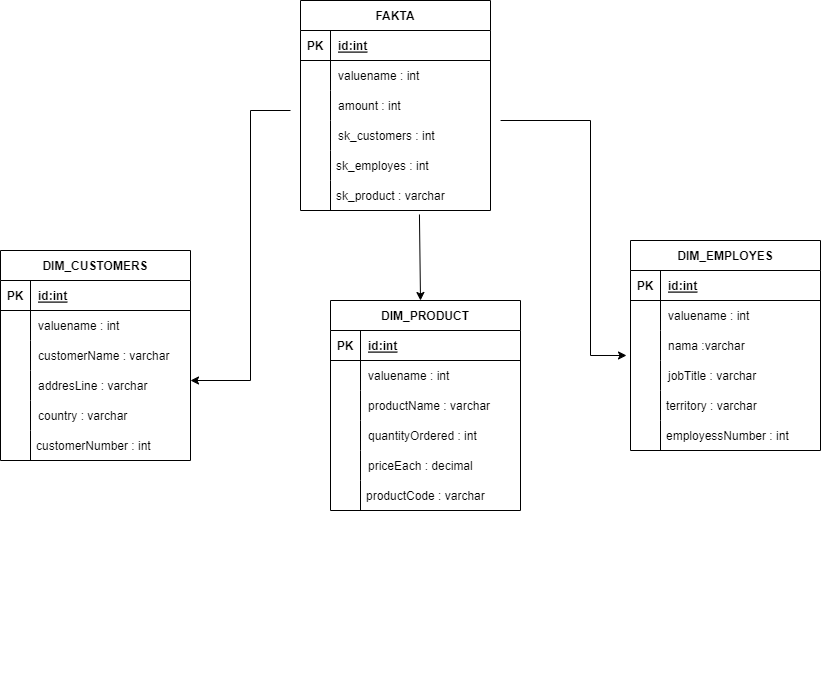 FAKTA
PK id:int
valuename : int
amount : int
sk_customers : int
sk_employes : int
sk_product : varchar
DIM_CUSTOMERS
PK id:int
valuename : int
customerName : varchar
addresLine : varchar
country : varchar
customerNumber : int
DIM_PRODUCT
PK id:int
valuename : int
productName : varchar
quantityOrdered : int
priceEach : decimal
productCode : varchar
DIM_EMPLOYES
PK id:int
valuename : int
nama :varchar
jobTitle : varchar
territory : varchar
employessNumber : int